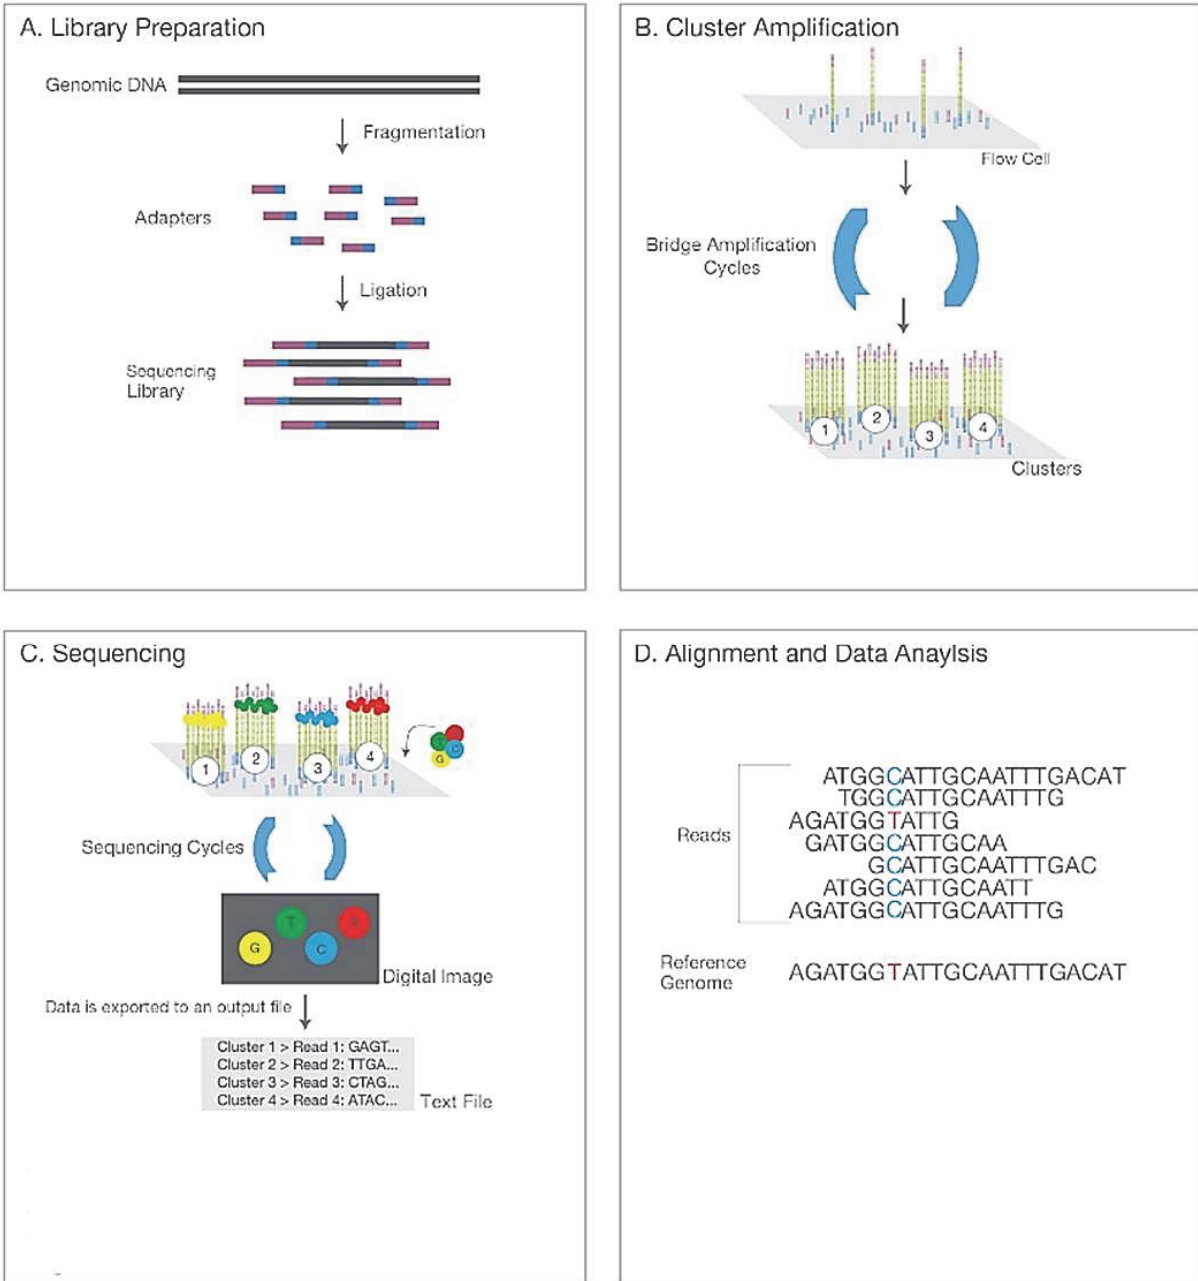 A. Library Preparation
Genomic DNA
Fragmentation
Adapters
Ligation
Sequencing
Library
B. Cluster Amplification
Flow Cell
Bridge Amplification
Cycles
1
2
3
4
Clusters
C. Sequencing
1
2
3
4
G
C
Sequencing Cycles
G
T
C
A
Digital Image
Data is exported to an output file
Cluster 1 > Read 1: GAGT...
Cluster 2 > Read 2: TTGA...
Cluster 3 > Read 3: CTAG...
Cluster 4 > Read 4: ATAC...
Text File
D. Alignment and Data Anaylsis
Reads
ATGGCATTGCAATTTGACAT
TGGCATTGCAATTTG
AGATGGTATTG
GATGGCATTGCAA
GCATTGCAATTTGAC
ATGGCATTGCAATT
AGATGGCATTGCAATTTG
Reference
Genome
AGATGGTATTGCAATTTGACAT